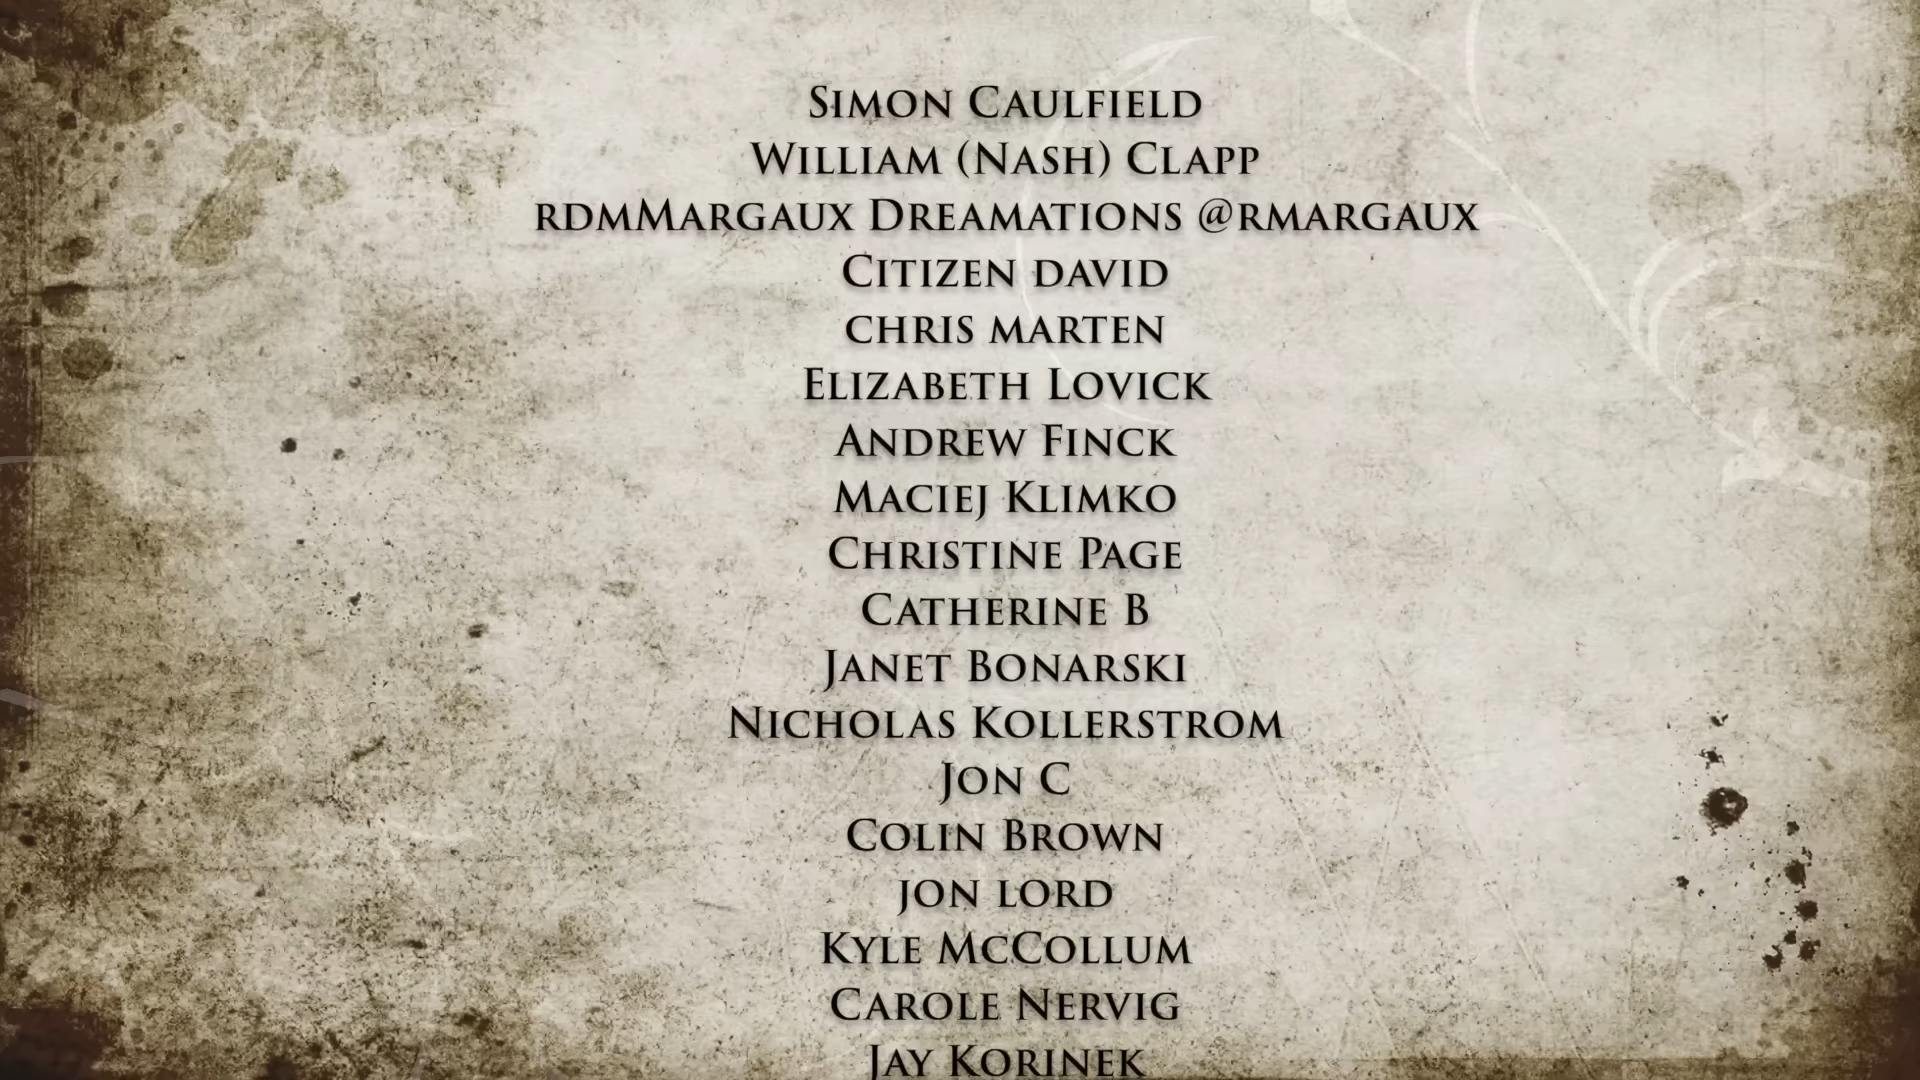 Simon Caulfield
William (Nash) Clapp
rdmMargaux Dreamations @rmargaux
Citizen david
chris marten
Elizabeth Lovick
Andrew Finck
Maciej Klimko
Christine Page
Catherine B
Janet Bonarski
Nicholas Kollerstrom
Jon C
Colin Brown
jon lord
Kyle McCollum
Carole Nervig
Jay Korinek